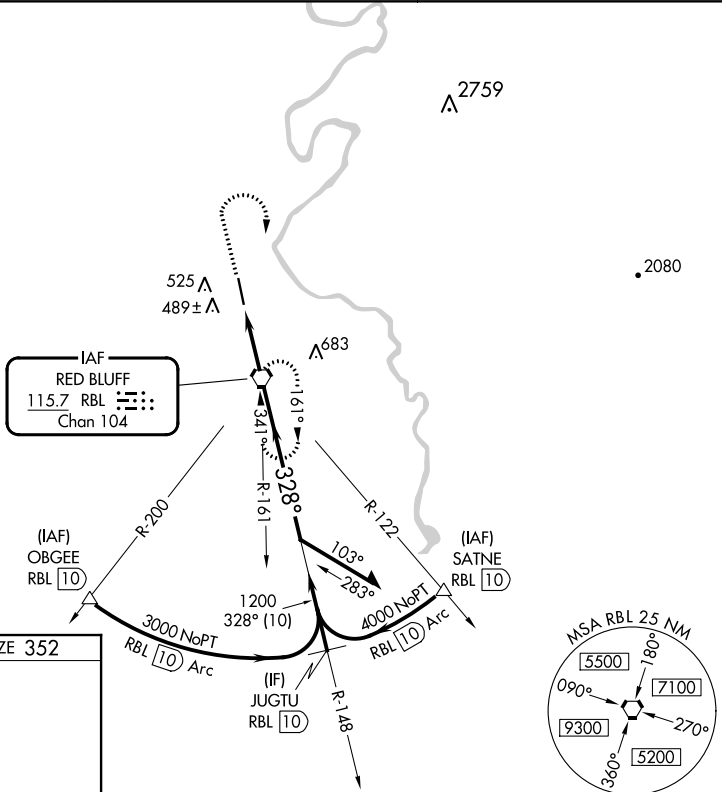 2759
2080
525
489±
683
IAF
RED BLUFF
115.7 RBL
Chan 104
161°
341°
R-161
328°
R-200
R-122
(IAF)
OBGEE
RBL 10
(IAF)
SATNE
RBL 10
103°
283°
1200
328° (10)
3000 NoPT
RBL 10 Arc
4000 NoPT
RBL 10 Arc
(IF)
JUGTU
RBL 10
R-148
ZE 352
MSA RBL 25 NM
5500
180°
090°
7100
9300
270°
360°
5200